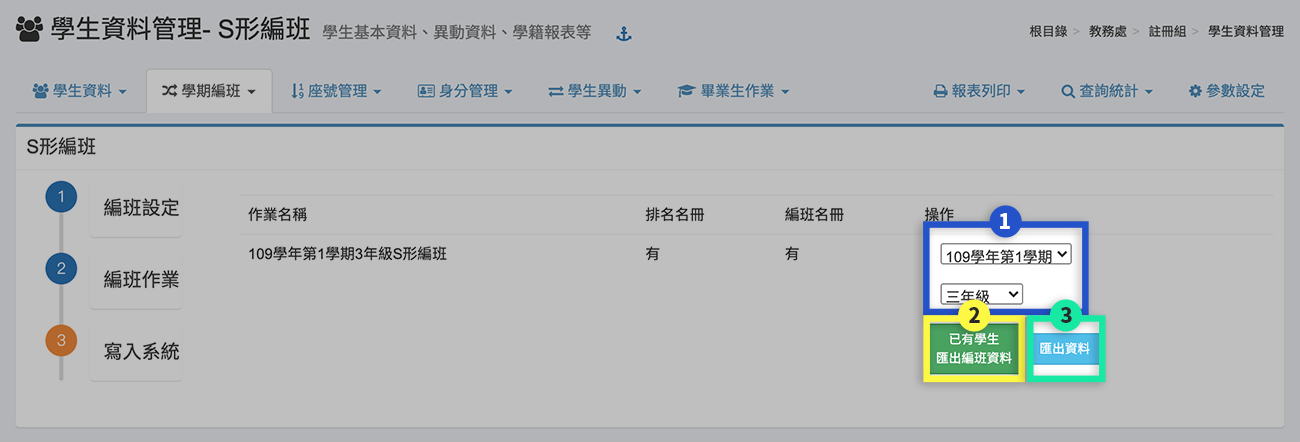 學生資料管理- S形編班 學生基本資料、異動資料、學籍報表等
根目錄 > 教務處 > 註冊組 > 學生資料管理
學生資料 學期編班 座號管理 身分管理 學生異動 畢業生作業 報表列印 查詢統計 參數設定
S形編班
1 編班設定
2 編班作業
3 寫入系統
作業名稱 排名名冊 編班名冊 操作
1
109學年第1學期3年級S形編班 有 有 109學年第1學期
三年級
2 3
已有學生
匯出編班資料
匯出資料